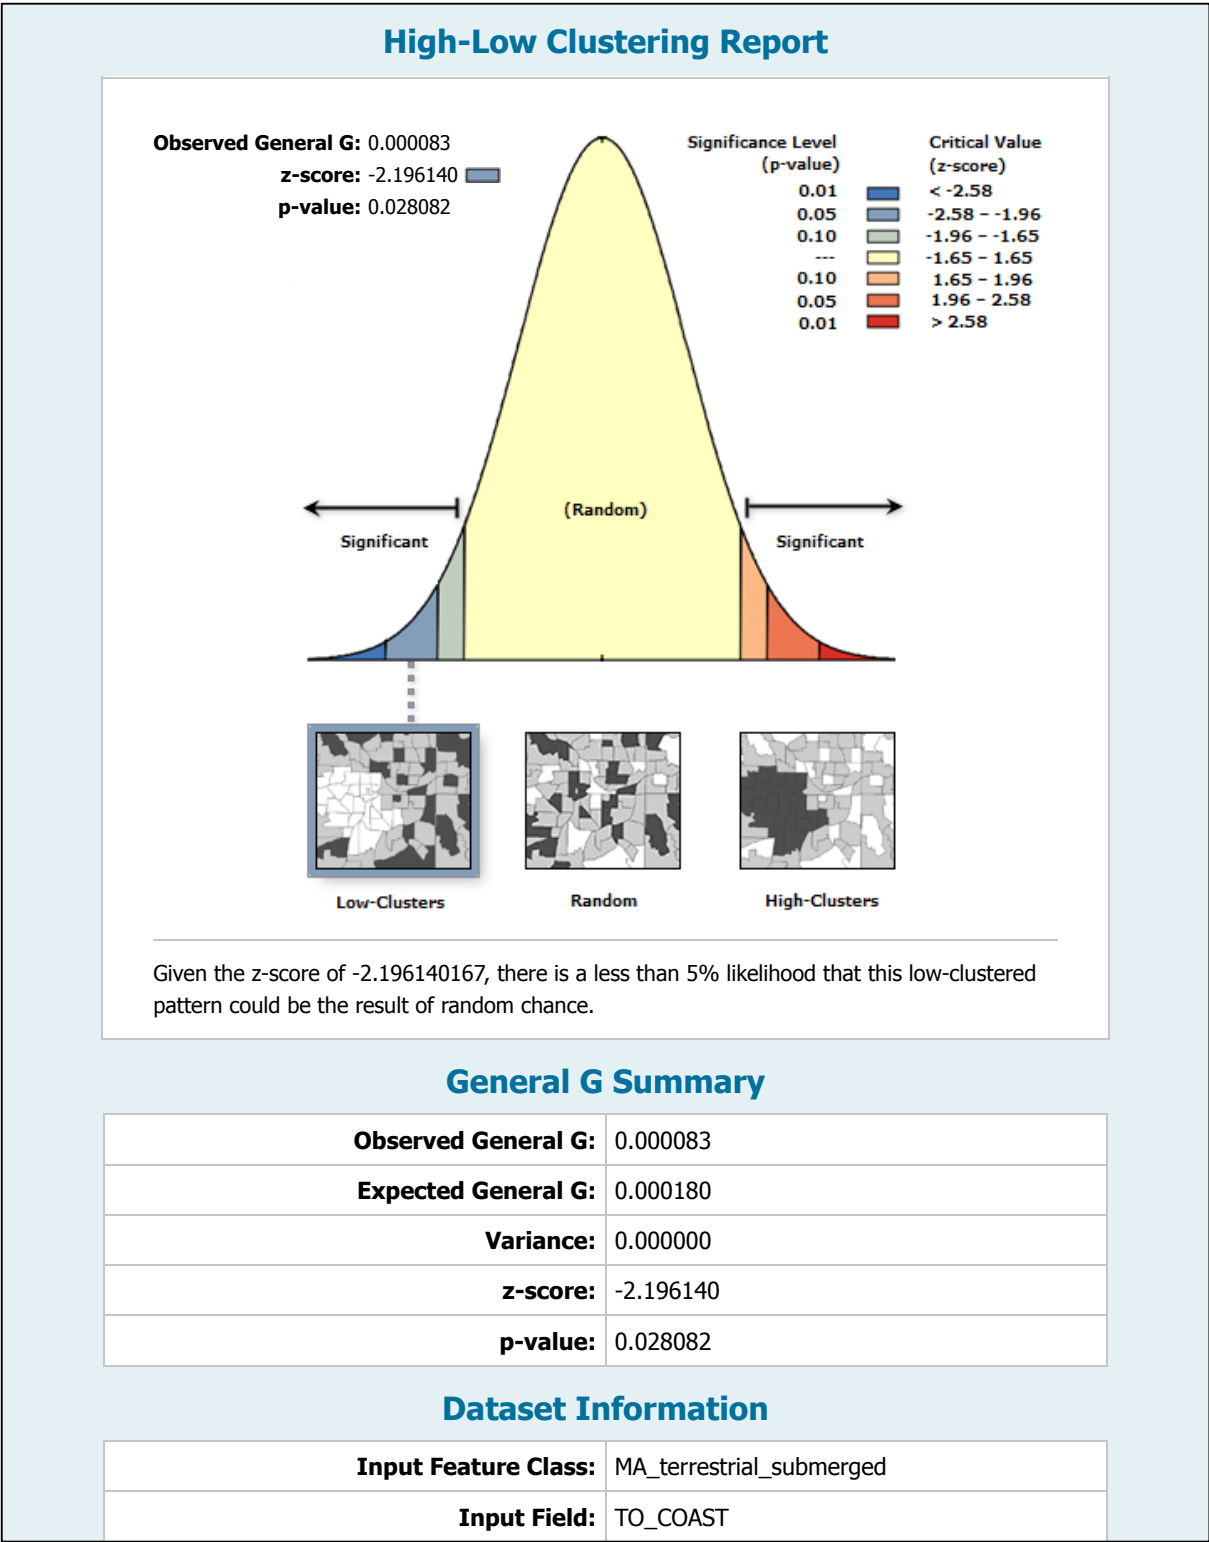 High-Low Clustering Report
Observed General G: 0.000083
z-score: -2.196140
p-value: 0.028082
Significance Level Critical Value
(p-value) (z-score)
0.01 < -2.58
0.05 -2.58 – -1.96
0.10 -1.96 – -1.65
--- -1.65 – 1.65
0.10 1.65 – 1.96
0.05 1.96 – 2.58
0.01 > 2.58
(Random)
Significant Significant
Low-Clusters Random High-Clusters
Given the z-score of -2.196140167, there is a less than 5% likelihood that this low-clustered
pattern could be the result of random chance.
General G Summary
Observed General G: 0.000083
Expected General G: 0.000180
Variance: 0.000000
z-score: -2.196140
p-value: 0.028082
Dataset Information
Input Feature Class: MA_terrestrial_submerged
Input Field: TO_COAST